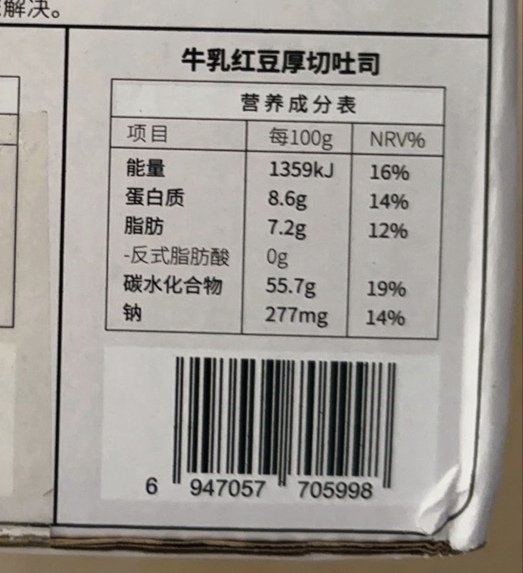 解决。
牛乳红豆厚切吐司
营养成分表
项目 每100g NRV%
能量 1359kJ 16%
蛋白质 8.6g 14%
脂肪 7.2g 12%
-反式脂肪酸 0g
碳水化合物 55.7g 19%
钠 277mg 14%
6 947057 705998